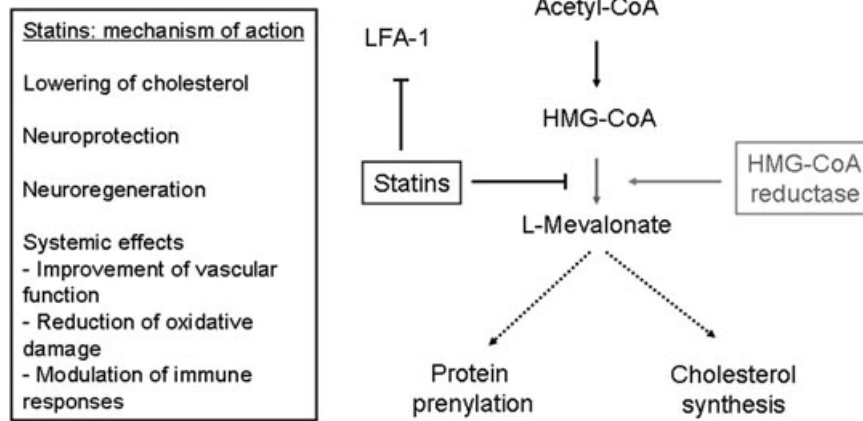 Statins: mechanism of action
Lowering of cholesterol
Neuroprotection
Neuroregeneration
Systemic effects
- Improvement of vascular
function
- Reduction of oxidative
damage
- Modulation of immune
responses
LFA-1
Acetyl-CoA
HMG-CoA
Statins
HMG-CoA
reductase
L-Mevalonate
Protein
prenylation
Cholesterol
synthesis